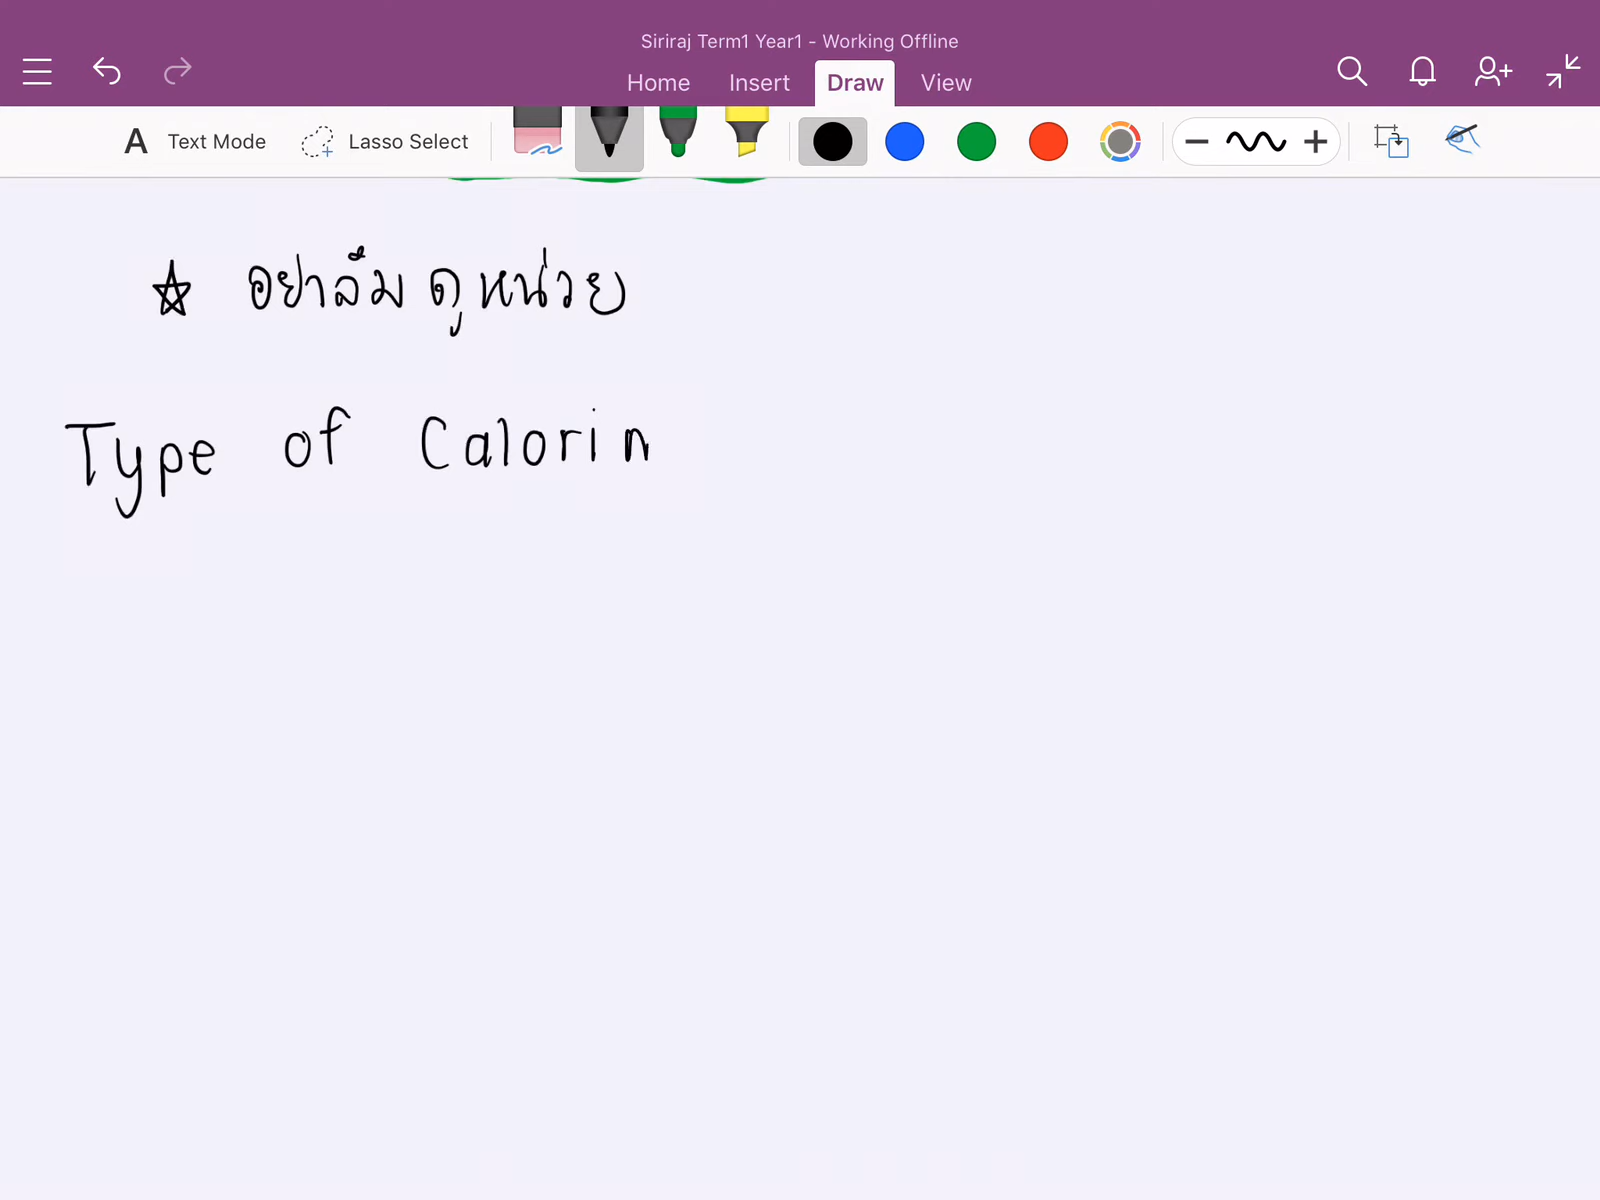 Siriraj Term1 Year1 - Working Offline
Home Insert Draw View
A Text Mode Lasso Select
☆ อย่าลืมดูหน่วย
Type of Calorin